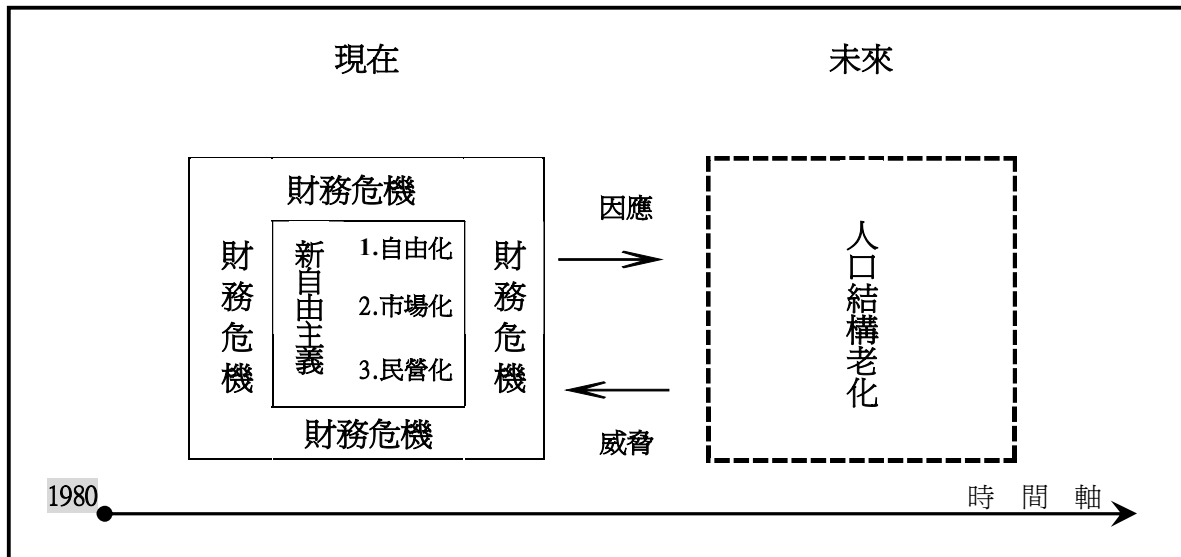 現在
未來
財務危機
財務危機
新自由主義
1.自由化
2.市場化
3.民營化
財務危機
財務危機
因應
威脅
人口結構老化
1980
時間軸